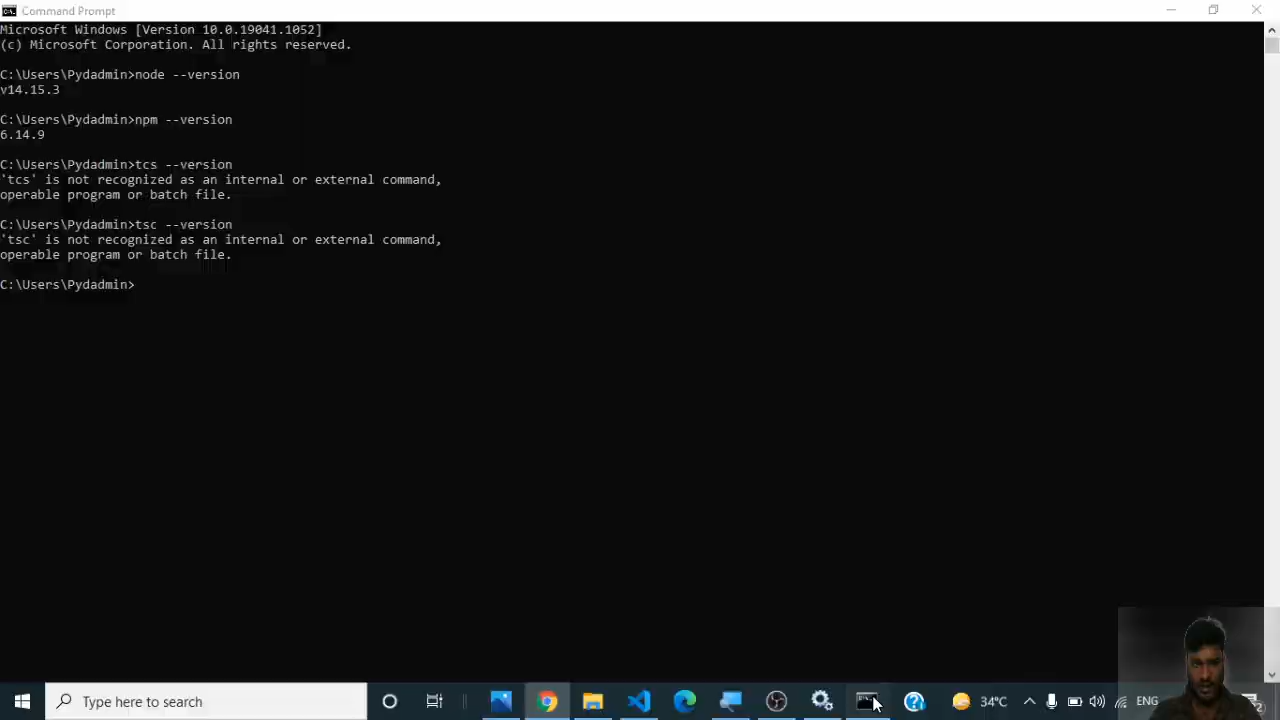 Command Prompt
Microsoft Windows [Version 10.0.19041.1052]
(c) Microsoft Corporation. All rights reserved.
C:\Users\Pydadmin>node --version
v14.15.3
C:\Users\Pydadmin>npm --version
6.14.9
C:\Users\Pydadmin>tcs --version
'tcs' is not recognized as an internal or external command,
operable program or batch file.
C:\Users\Pydadmin>tsc --version
'tsc' is not recognized as an internal or external command,
operable program or batch file.
C:\Users\Pydadmin>
Type here to search
34°C
ENG